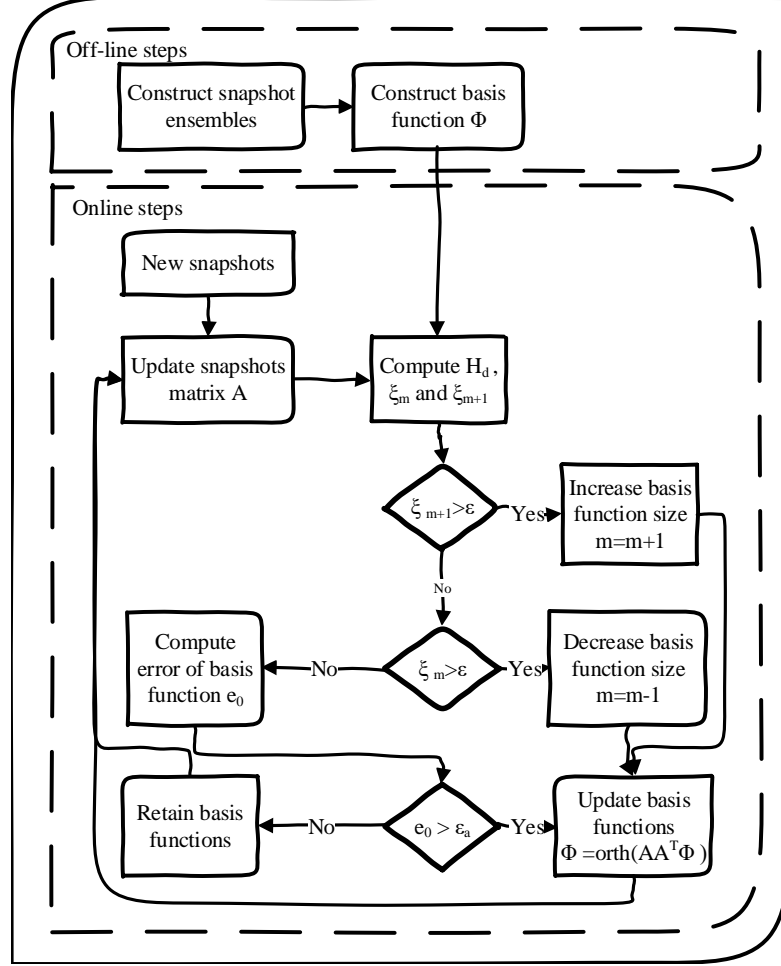 Off-line steps
Construct snapshot
ensembles
Construct basis
function Φ
Online steps
New snapshots
Update snapshots
matrix A
Compute H_d ,
ξ_m and ξ_{m+1}
ξ_{m+1}>ε
Yes
Increase basis
function size
m=m+1
No
Compute
error of basis
function e_0
No
ξ_m>ε
Yes
Decrease basis
function size
m=m-1
Retain basis
functions
No
e_0 > ε_a
Yes
Update basis
functions
Φ =orth(AA^TΦ )